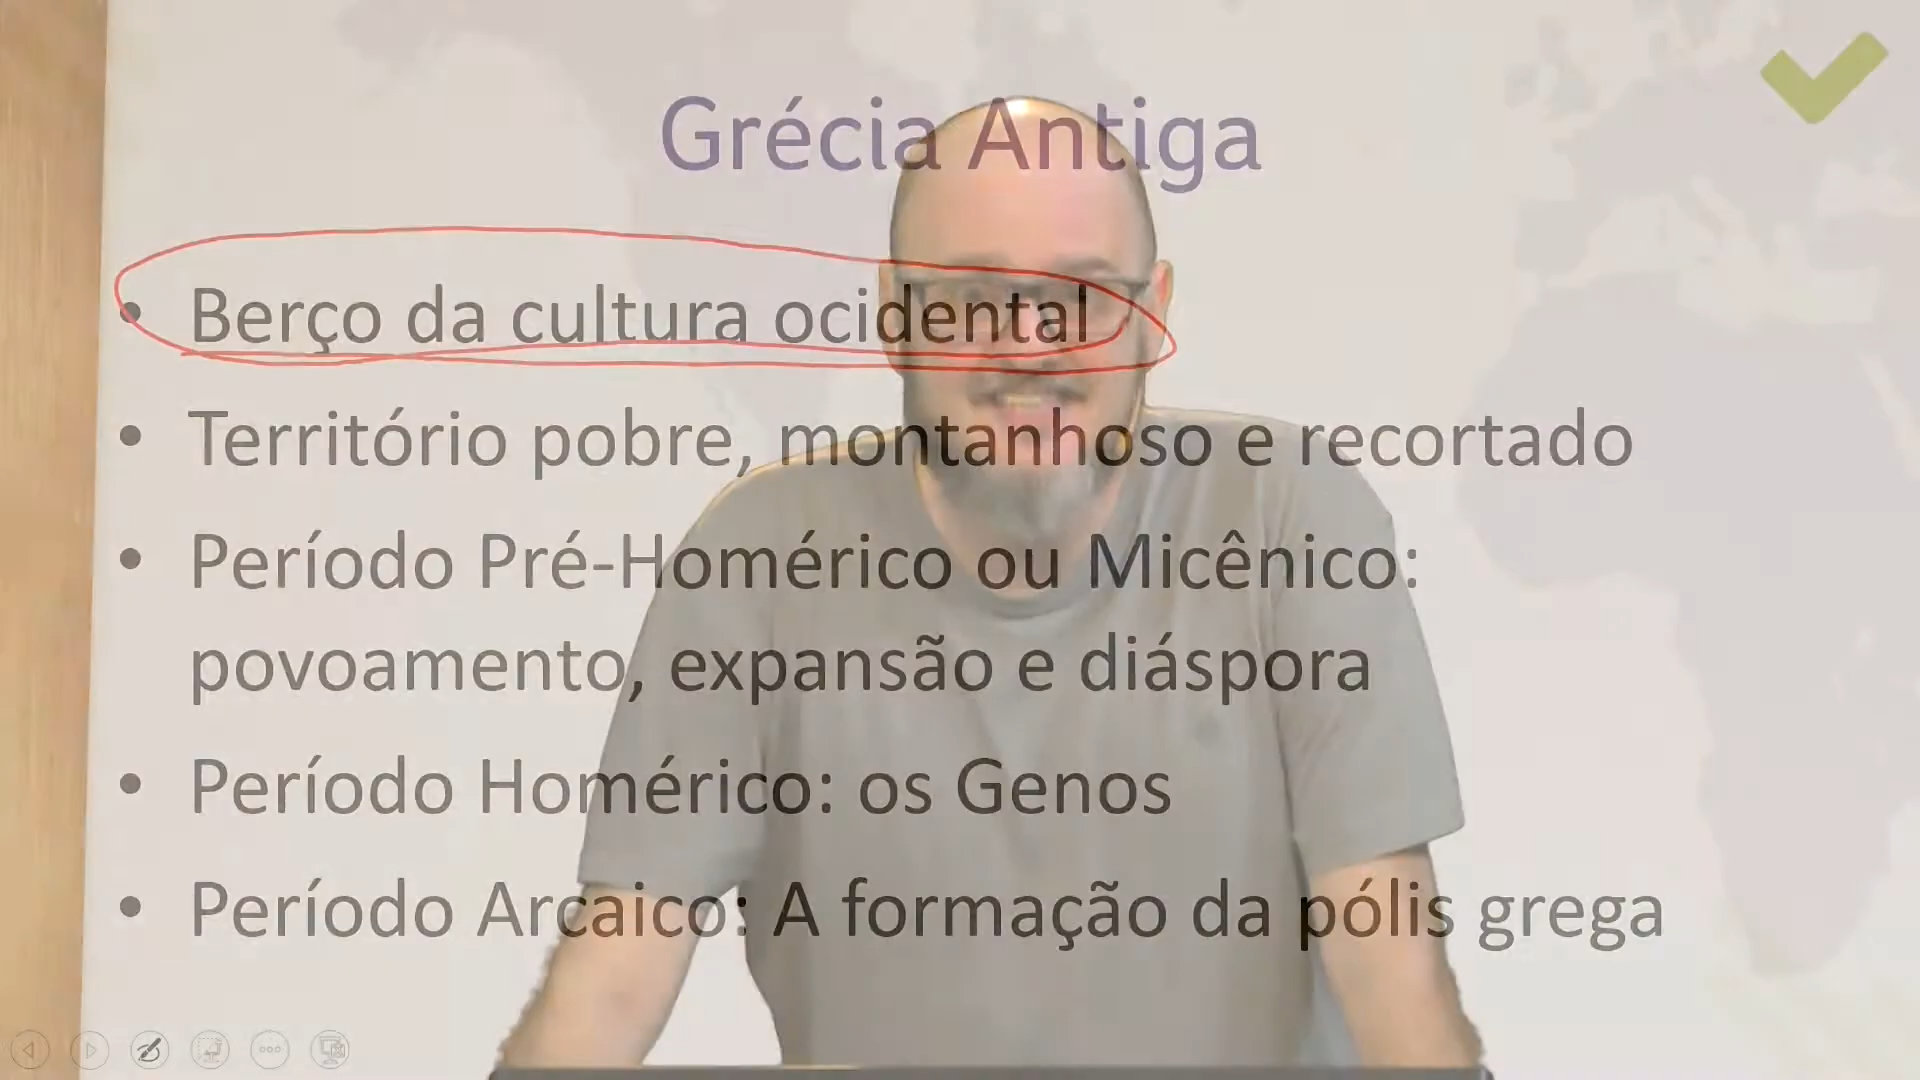 Grécia Antiga
• Berço da cultura ocidental
• Território pobre, montanhoso e recortado
• Período Pré-Homérico ou Micênico:
povoamento, expansão e diáspora
• Período Homérico: os Genos
• Período Arcaico: A formação da pólis grega